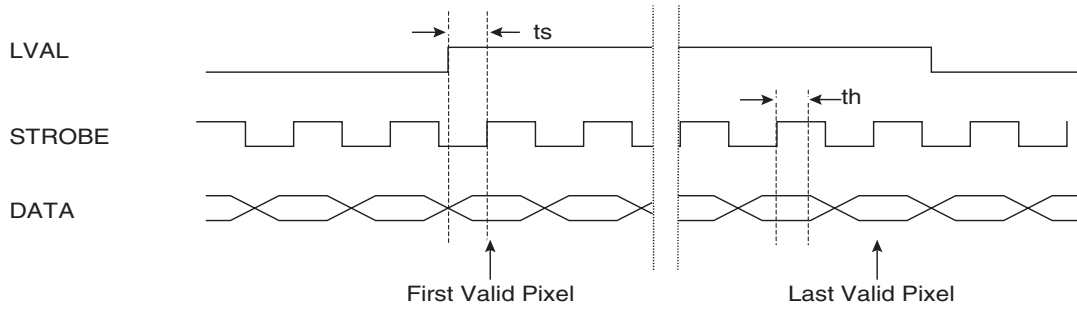 ts
LVAL
th
STROBE
DATA
First Valid Pixel
Last Valid Pixel